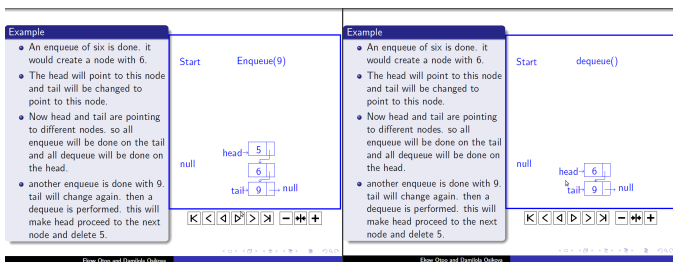 Example
An enqueue of six is done. it
would create a node with 6.
The head will point to this node
and tail will be changed to
point to this node.
Now head and tail are pointing
to different nodes. so all
enqueue will be done on the tail
and all dequeue will be done on
the head.
another enqueue is done with 9.
tail will change again. then a
dequeue is performed. this will
make head proceed to the next
node and delete 5.
Start Enqueue(9)
head 5
null 6
tail 9 null
Ekow Otoo and Damilola Osikoya
Example
An enqueue of six is done. it
would create a node with 6.
The head will point to this node
and tail will be changed to
point to this node.
Now head and tail are pointing
to different nodes. so all
enqueue will be done on the tail
and all dequeue will be done on
the head.
another enqueue is done with 9.
tail will change again. then a
dequeue is performed. this will
make head proceed to the next
node and delete 5.
Start dequeue()
null head 6
tail 9 null
Ekow Otoo and Damilola Osikoya